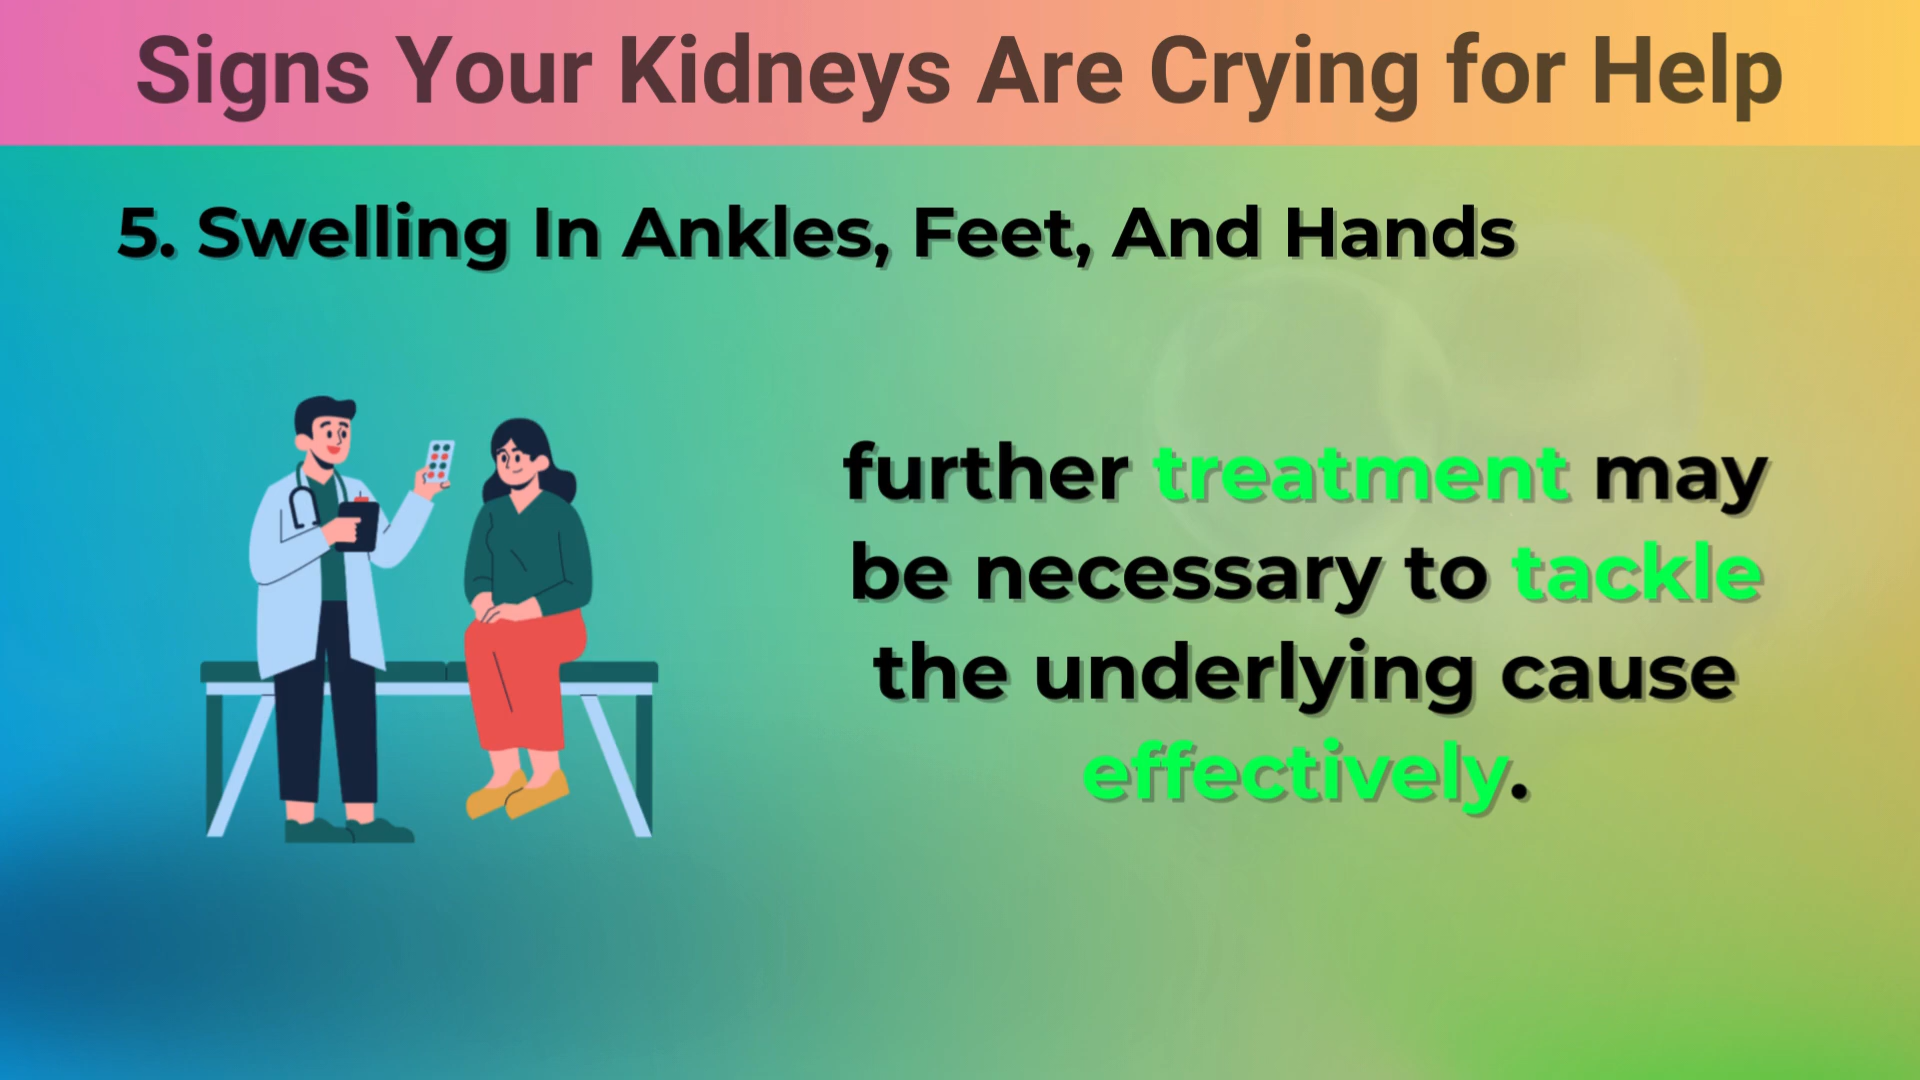 Signs Your Kidneys Are Crying for Help
5. Swelling In Ankles, Feet, And Hands
further treatment may
be necessary to tackle
the underlying cause
effectively.